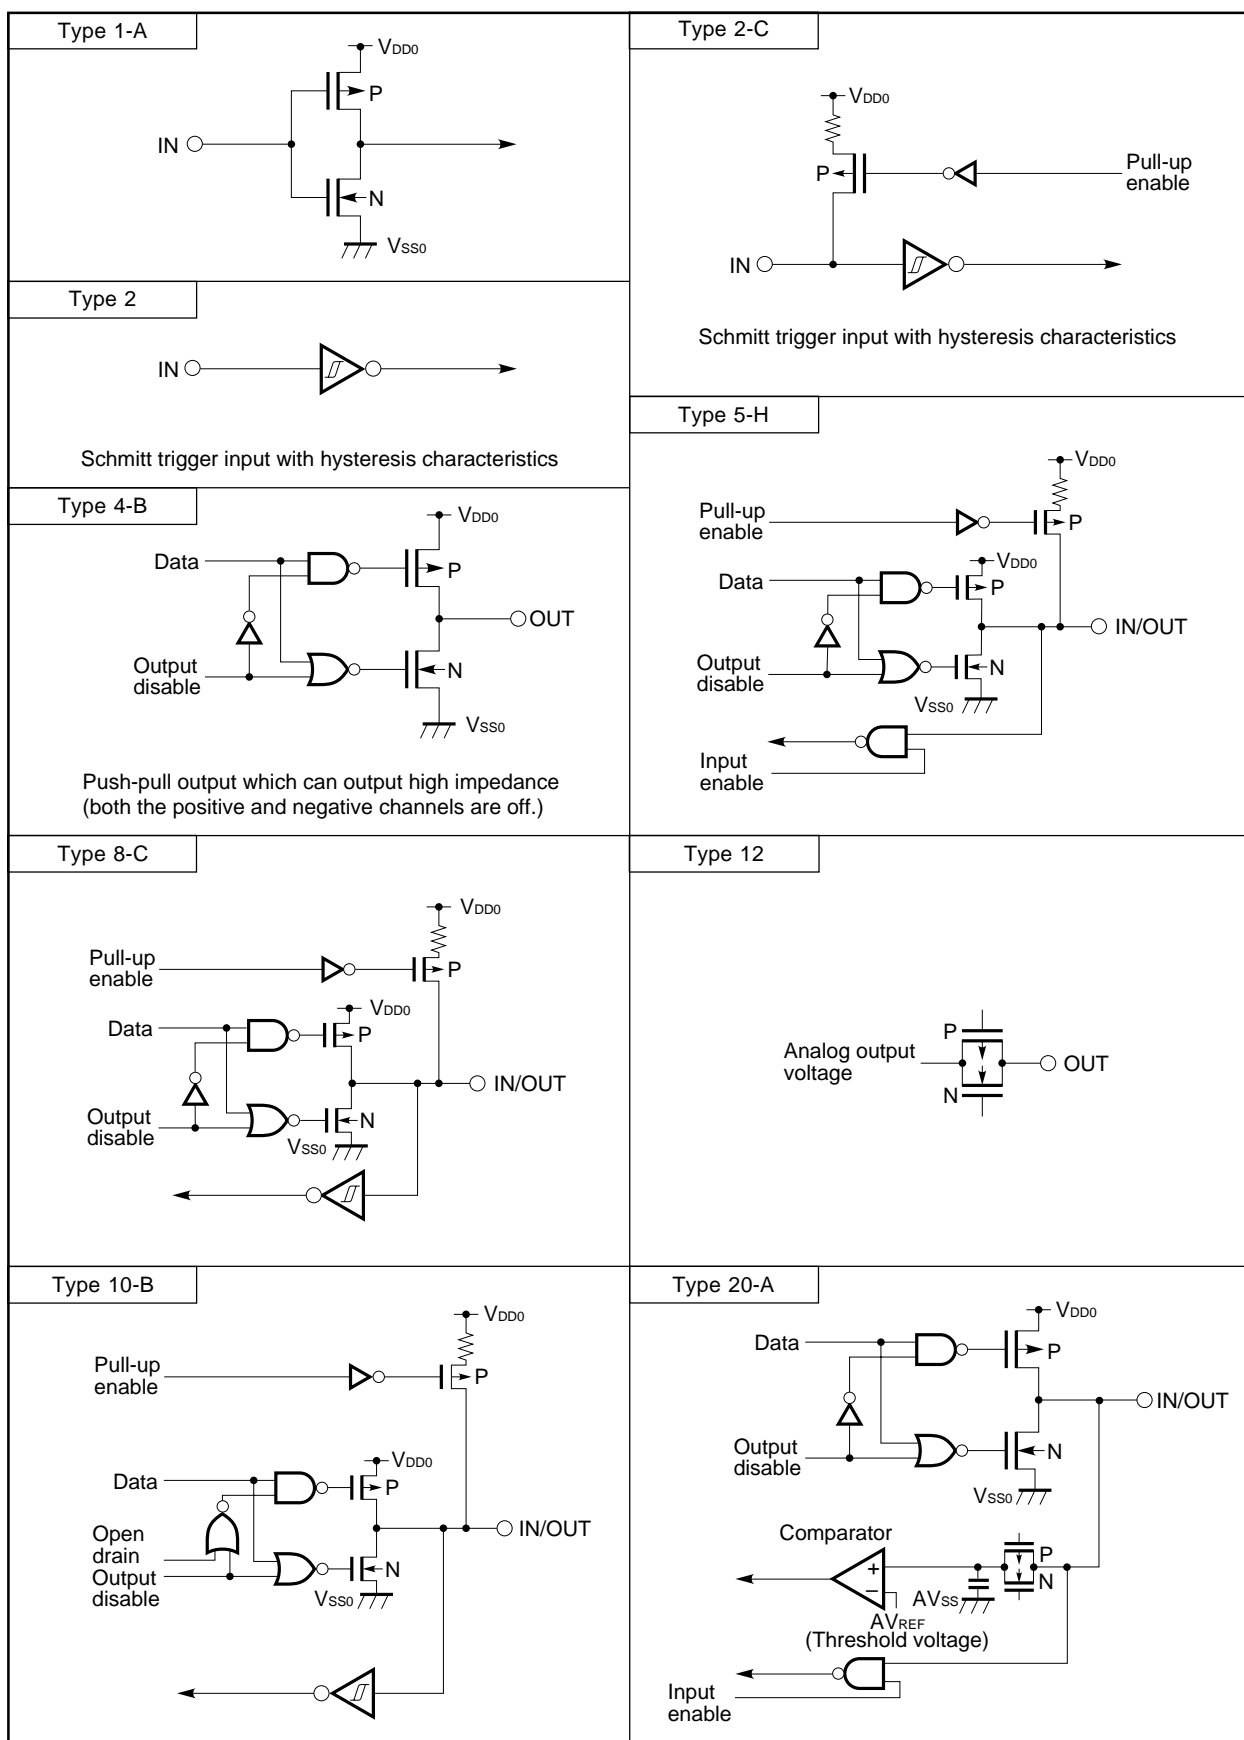 Type 1-A
VDD0
P
IN
N
VSS0
Type 2
IN
Schmitt trigger input with hysteresis characteristics
Type 4-B
VDD0
Data
P
OUT
Output
disable
N
VSS0
Push-pull output which can output high impedance
(both the positive and negative channels are off.)
Type 8-C
VDD0
Pull-up
enable
P
VDD0
Data
P
IN/OUT
Output
disable
N
VSS0
Type 10-B
VDD0
Pull-up
enable
P
VDD0
Data
P
IN/OUT
Open
drain
Output
disable
N
VSS0
Type 2-C
VDD0
P
Pull-up
enable
IN
Schmitt trigger input with hysteresis characteristics
Type 5-H
VDD0
Pull-up
enable
P
VDD0
Data
P
IN/OUT
Output
disable
N
VSS0
Input
enable
Type 12
P
Analog output
voltage
OUT
N
Type 20-A
VDD0
Data
P
IN/OUT
Output
disable
N
VSS0
Comparator
P
N
+
−
AVSS
AVREF
(Threshold voltage)
Input
enable